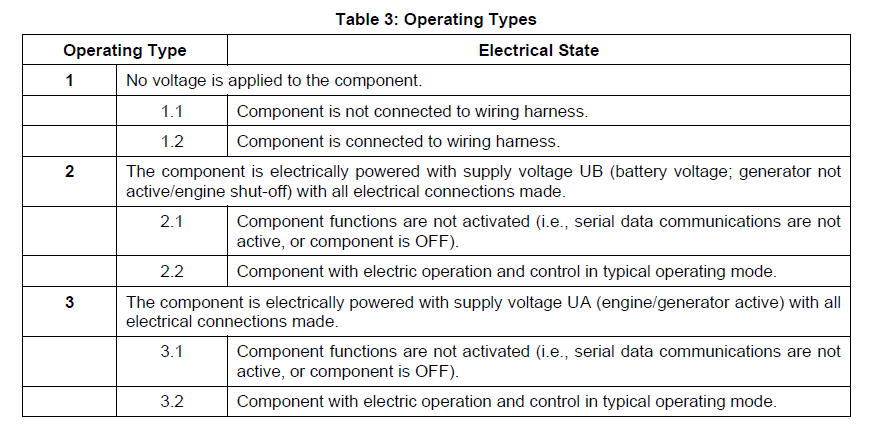 Table 3: Operating Types
Operating Type Electrical State
1 No voltage is applied to the component.
1.1 Component is not connected to wiring harness.
1.2 Component is connected to wiring harness.
2 The component is electrically powered with supply voltage UB (battery voltage; generator not
active/engine shut-off) with all electrical connections made.
2.1 Component functions are not activated (i.e., serial data communications are not
active, or component is OFF).
2.2 Component with electric operation and control in typical operating mode.
3 The component is electrically powered with supply voltage UA (engine/generator active) with all
electrical connections made.
3.1 Component functions are not activated (i.e., serial data communications are not
active, or component is OFF).
3.2 Component with electric operation and control in typical operating mode.